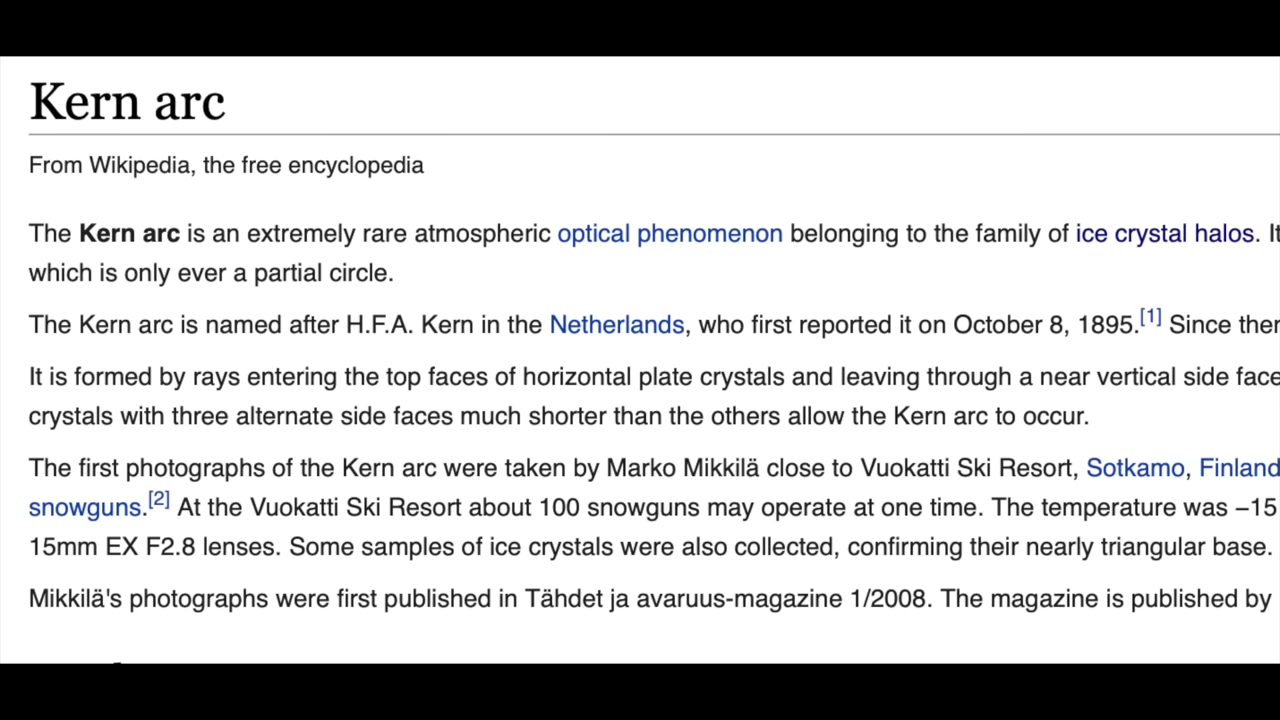 Kern arc
From Wikipedia, the free encyclopedia
The Kern arc is an extremely rare atmospheric optical phenomenon belonging to the family of ice crystal halos. It
which is only ever a partial circle.
The Kern arc is named after H.F.A. Kern in the Netherlands, who first reported it on October 8, 1895.[1] Since
It is formed by rays entering the top faces of horizontal plate crystals and leaving through a near vertical side face
crystals with three alternate side faces much shorter than the others allow the Kern arc to occur.
The first photographs of the Kern arc were taken by Marko Mikkilä close to Vuokatti Ski Resort, Sotkamo, Finland
snowguns.[2] At the Vuokatti Ski Resort about 100 snowguns may operate at one time. The temperature was −15
15mm EX F2.8 lenses. Some samples of ice crystals were also collected, confirming their nearly triangular base.
Mikkilä's photographs were first published in Tähdet ja avaruus-magazine 1/2008. The magazine is published by